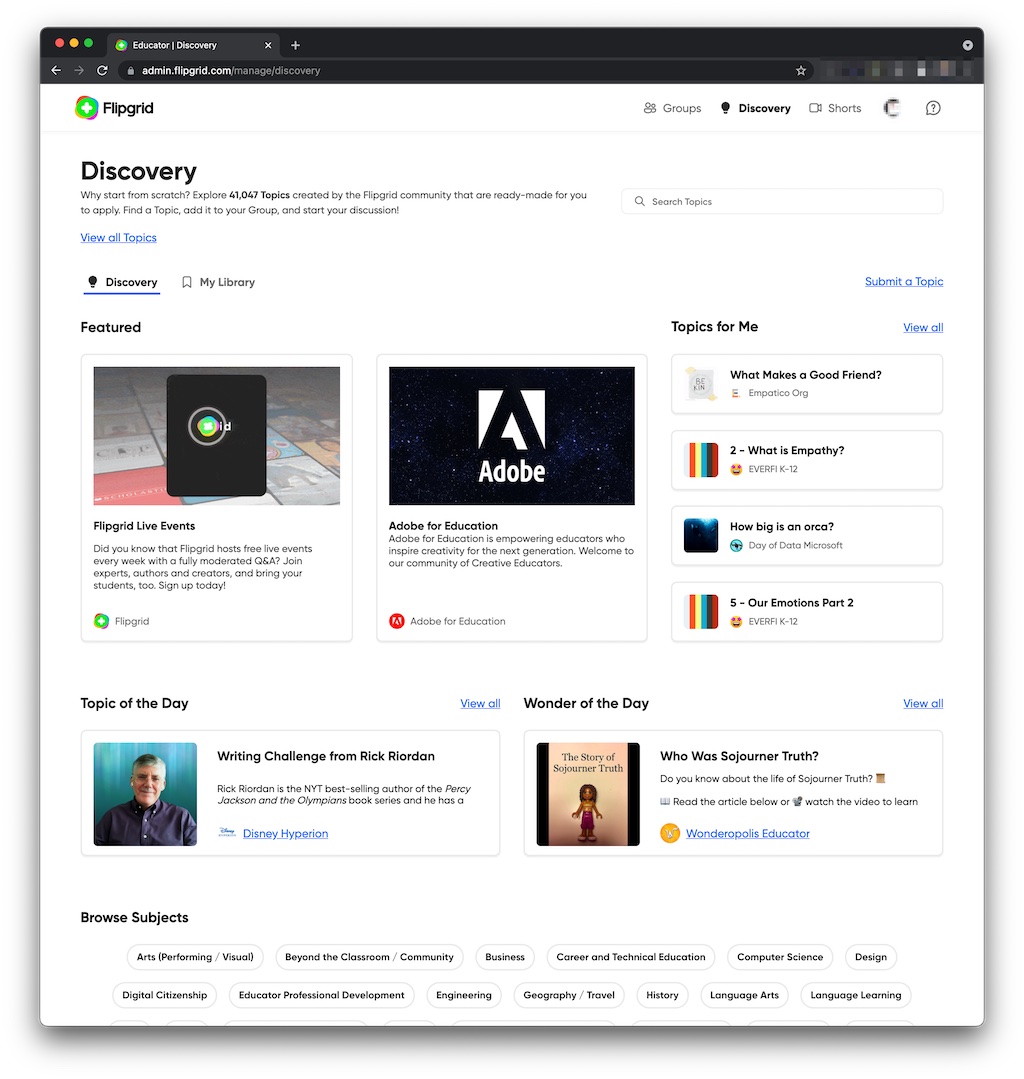 Educator | Discovery
admin.flipgrid.com/manage/discovery
Flipgrid
Groups
Discovery
Shorts
Discovery
Why start from scratch? Explore 41,047 Topics created by the Flipgrid community that are ready-made for you
to apply. Find a Topic, add it to your Group, and start your discussion!
Search Topics
View all Topics
Discovery
My Library
Submit a Topic
Featured
SCHOLASTIC
id
Flipgrid Live Events
Did you know that Flipgrid hosts free live events
every week with a fully moderated Q&A? Join
experts, authors and creators, and bring your
students, too. Sign up today!
Flipgrid
Adobe
Adobe for Education
Adobe for Education is empowering educators who
inspire creativity for the next generation. Welcome to
our community of Creative Educators.
Adobe for Education
Topics for Me
View all
BE
KIN
What Makes a Good Friend?
Empatico Org
2 - What is Empathy?
EVERFI K-12
How big is an orca?
Day of Data Microsoft
5 - Our Emotions Part 2
EVERFI K-12
Topic of the Day
View all
Writing Challenge from Rick Riordan
Rick Riordan is the NYT best-selling author of the Percy
Jackson and the Olympians book series and he has a
Disney Hyperion
Wonder of the Day
View all
The Story of
Sojourner Truth
Who Was Sojourner Truth?
Do you know about the life of Sojourner Truth? 📜
📖 Read the article below or 📽 watch the video to learn
Wonderopolis Educator
Browse Subjects
Arts (Performing / Visual)
Beyond the Classroom / Community
Business
Career and Technical Education
Computer Science
Design
Digital Citizenship
Educator Professional Development
Engineering
Geography / Travel
History
Language Arts
Language Learning